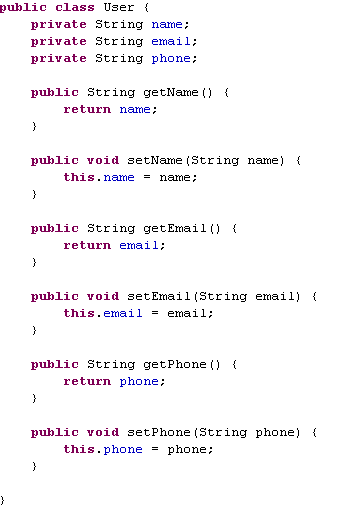 public class User {
    private String name;
    private String email;
    private String phone;

    public String getName() {
        return name;
    }

    public void setName(String name) {
        this.name = name;
    }

    public String getEmail() {
        return email;
    }

    public void setEmail(String email) {
        this.email = email;
    }

    public String getPhone() {
        return phone;
    }

    public void setPhone(String phone) {
        this.phone = phone;
    }

}